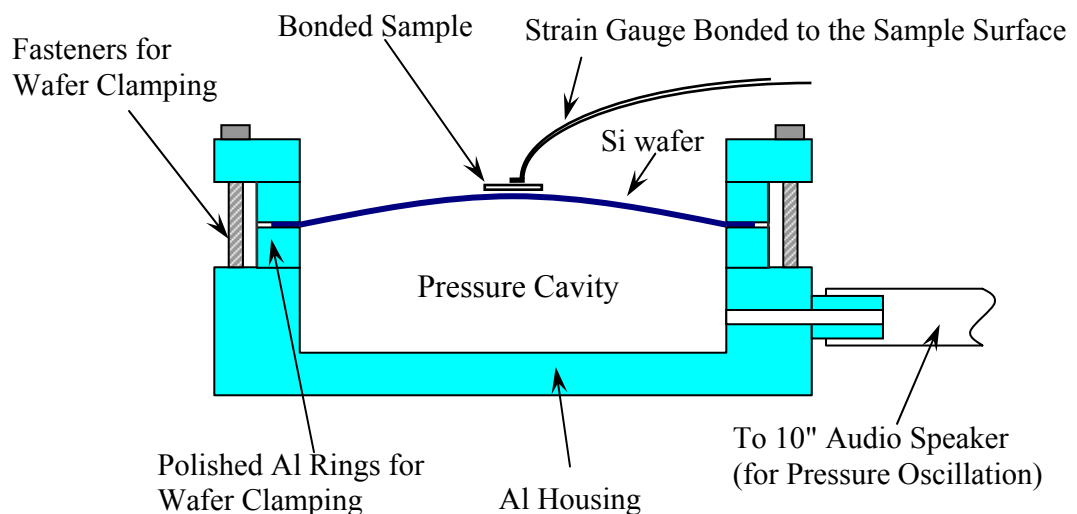 Bonded Sample
Strain Gauge Bonded to the Sample Surface
Fasteners for
Wafer Clamping
Si wafer
Pressure Cavity
To 10" Audio Speaker
(for Pressure Oscillation)
Polished Al Rings for
Wafer Clamping
Al Housing